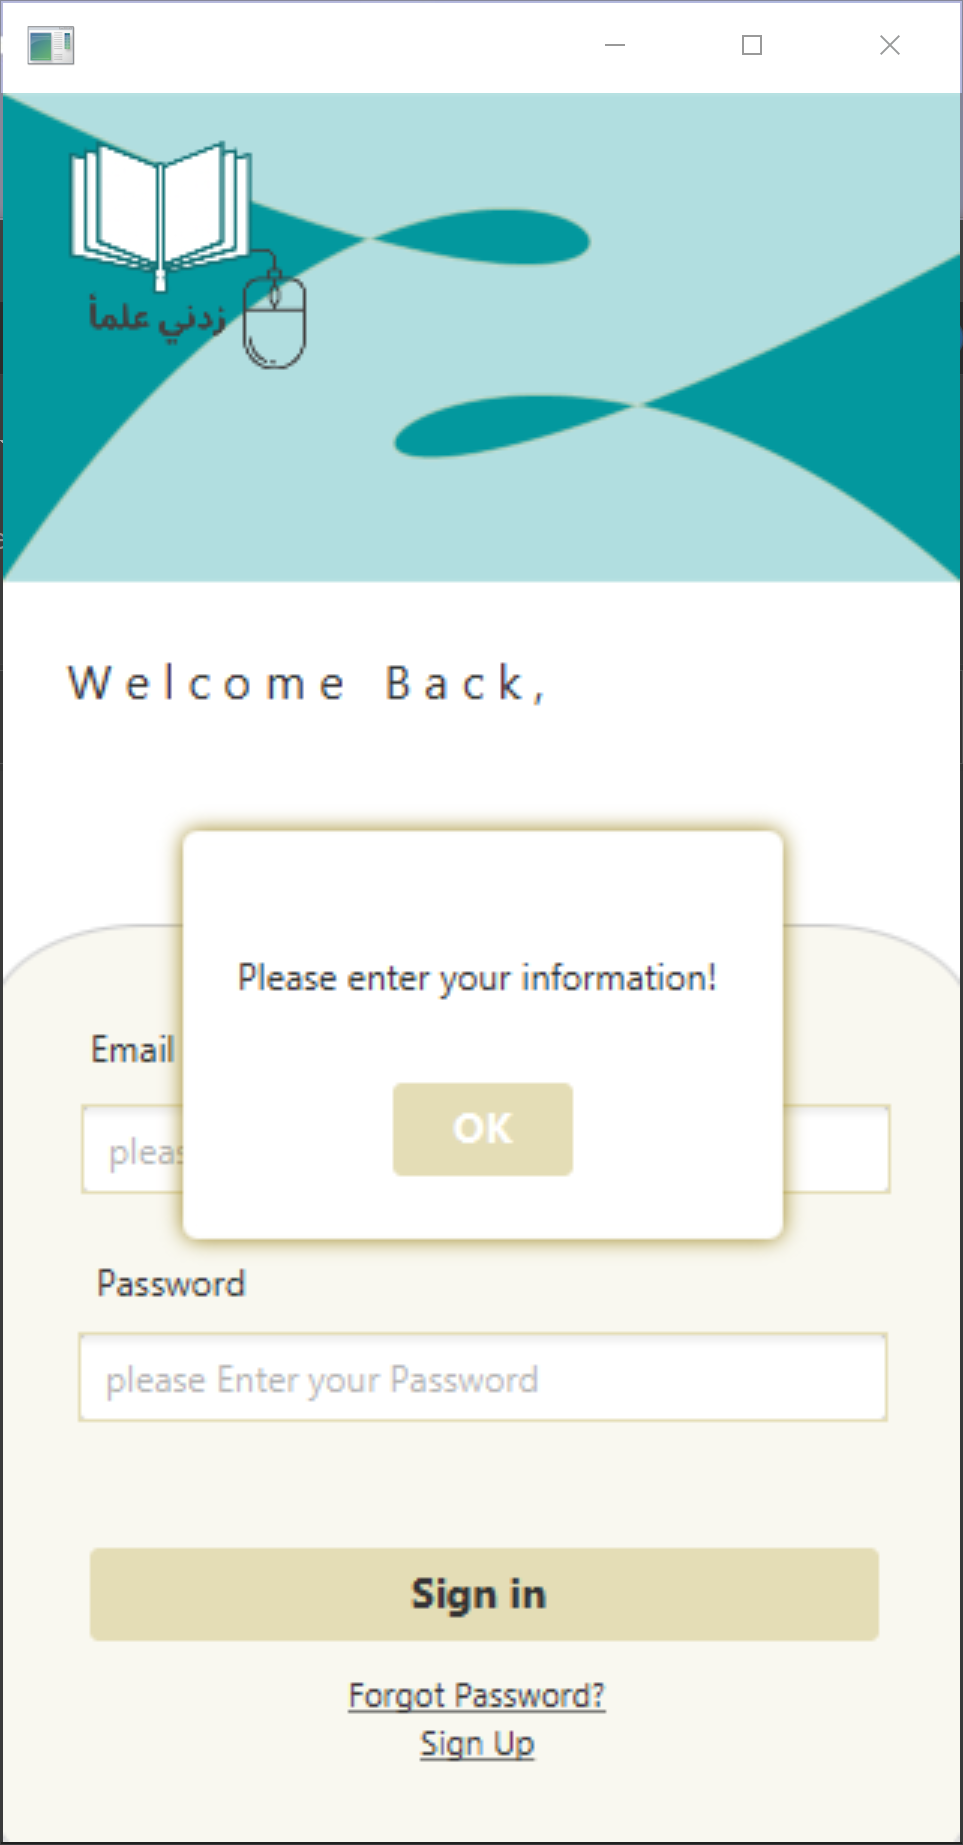 زدني علماً
Welcome Back,
Please enter your information!
OK
Email
Password
please Enter your Password
Sign in
Forgot Password?
Sign Up